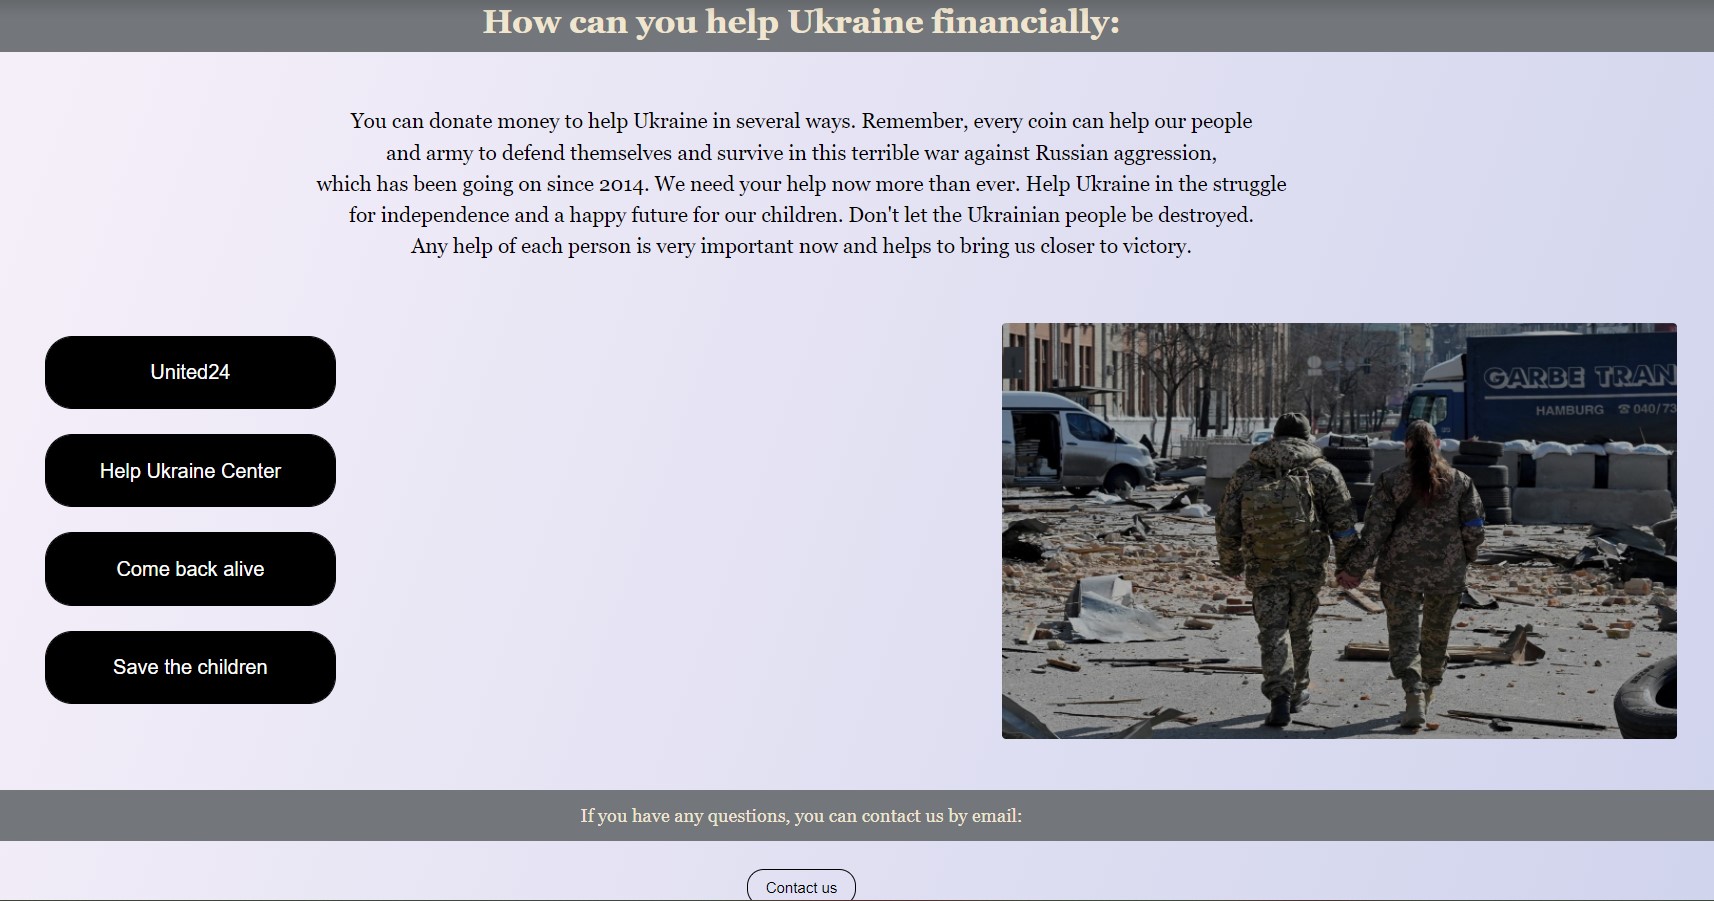 How can you help Ukraine financially:
You can donate money to help Ukraine in several ways. Remember, every coin can help our people
and army to defend themselves and survive in this terrible war against Russian aggression,
which has been going on since 2014. We need your help now more than ever. Help Ukraine in the struggle
for independence and a happy future for our children. Don't let the Ukrainian people be destroyed.
Any help of each person is very important now and helps to bring us closer to victory.
United24
Help Ukraine Center
Come back alive
Save the children
GARBE TRAN
HAMBURG ☎ 040/73
If you have any questions, you can contact us by email:
Contact us